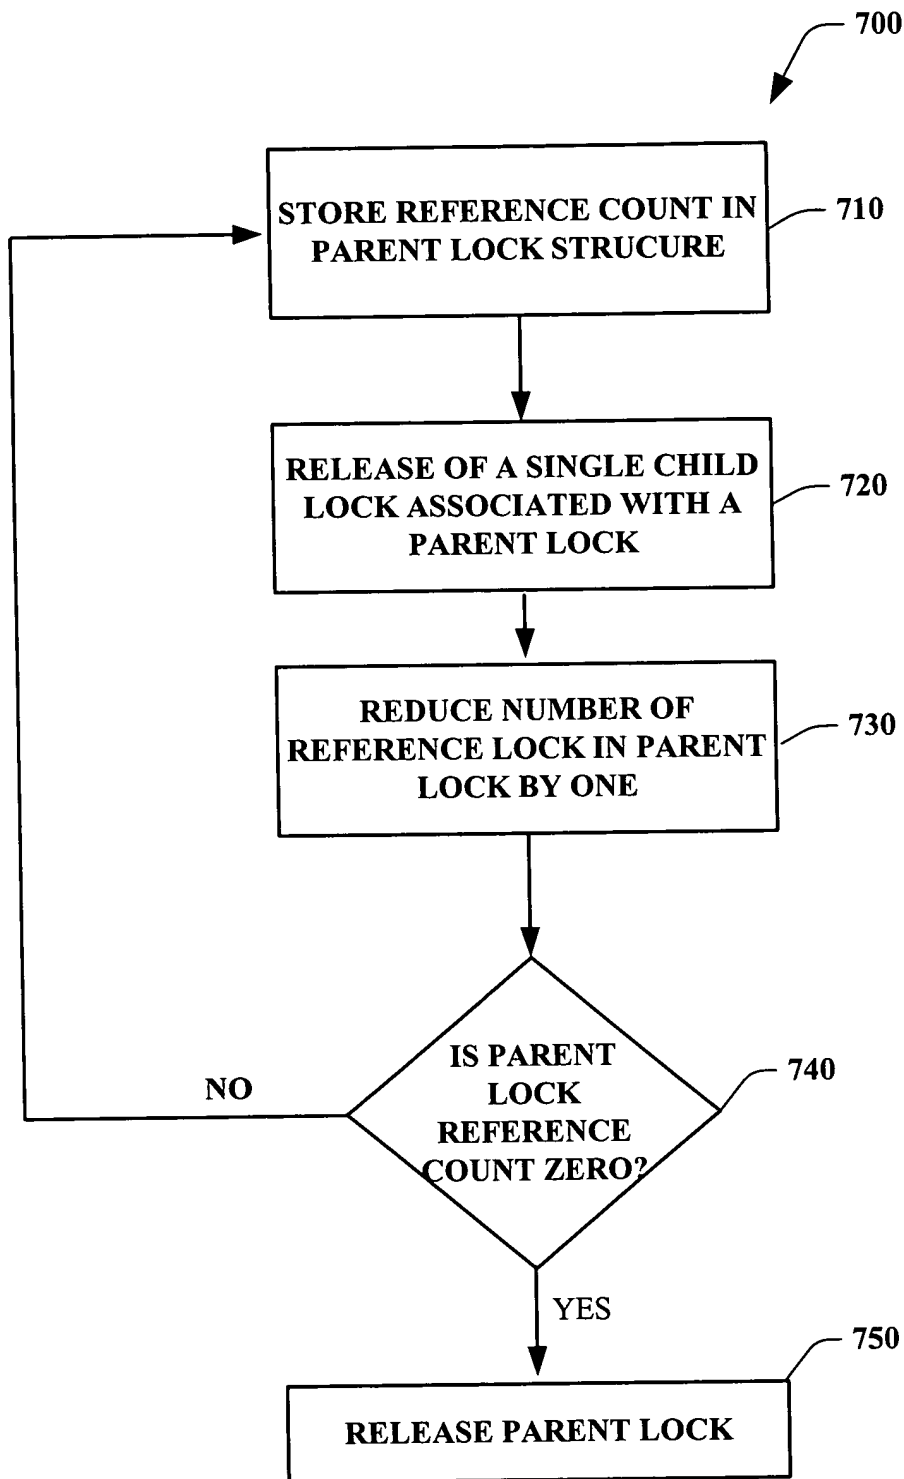 700
STORE REFERENCE COUNT IN
PARENT LOCK STRUCURE
710
RELEASE OF A SINGLE CHILD
LOCK ASSOCIATED WITH A
PARENT LOCK
720
REDUCE NUMBER OF
REFERENCE LOCK IN PARENT
LOCK BY ONE
730
IS PARENT
LOCK
REFERENCE
COUNT ZERO?
740
NO
YES
750
RELEASE PARENT LOCK